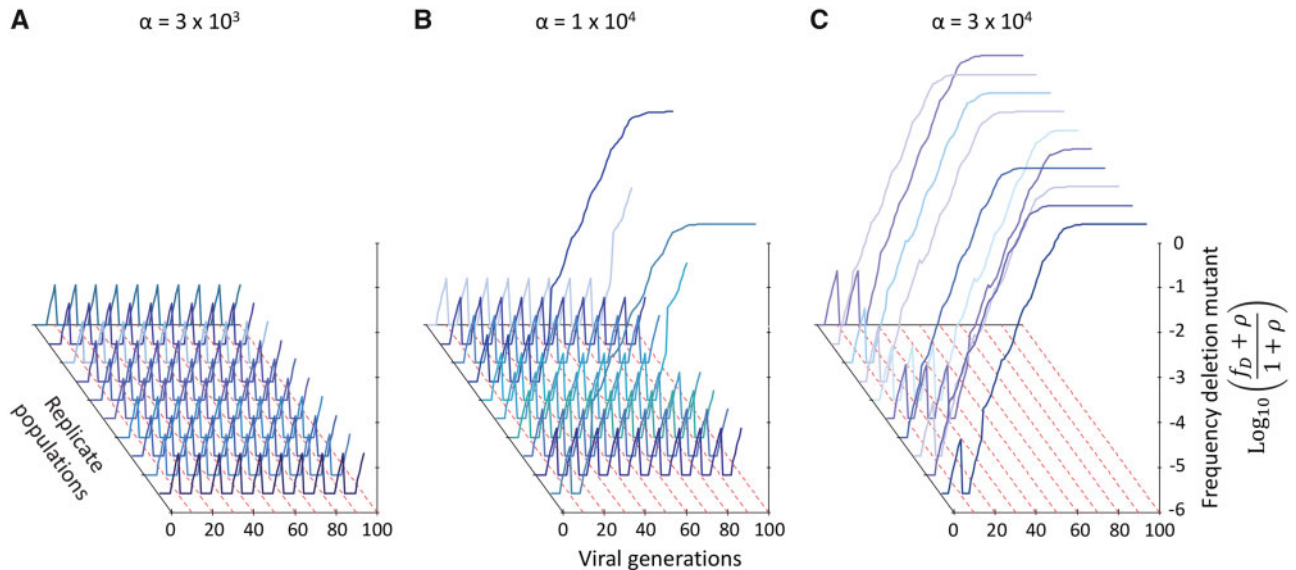 A
α = 3 x 10³
B
α = 1 x 10⁴
C
α = 3 x 10⁴
0
-1
-2
-3
-4
-5
-6
Frequency deletion mutant
Log₁₀ ( (f_D + ρ) / (1 + ρ) )
Replicate
populations
0 20 40 60 80 100
0 20 40 60 80 100
0 20 40 60 80 100
Viral generations